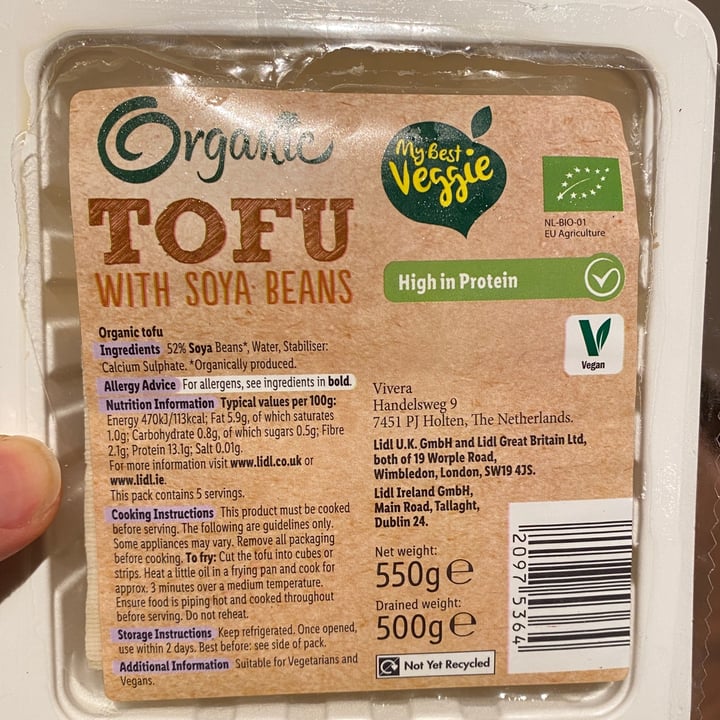 Organic
TOFU
WITH SOYA BEANS
My Best
Veggie
NL-BIO-01
EU Agriculture
High in Protein
Vegan
Organic tofu
Ingredients 52% Soya Beans*, Water, Stabiliser:
Calcium Sulphate. *Organically produced.
Allergy Advice For allergens, see ingredients in bold.
Nutrition Information Typical values per 100g:
Energy 470kJ/113kcal; Fat 5.9g, of which saturates
1.0g; Carbohydrate 0.8g, of which sugars 0.5g; Fibre
2.1g; Protein 13.1g; Salt 0.01g.
For more information visit www.lidl.co.uk or
www.lidl.ie.
This pack contains 5 servings.
Cooking Instructions This product must be cooked
before serving. The following are guidelines only.
Some appliances may vary. Remove all packaging
before cooking. To fry: Cut the tofu into cubes or
strips. Heat a little oil in a frying pan and cook for
approx. 3 minutes over a medium temperature.
Ensure food is piping hot and cooked throughout
before serving. Do not reheat.
Storage Instructions Keep refrigerated. Once opened,
use within 2 days. Best before: see side of pack.
Additional Information Suitable for Vegetarians and
Vegans.
Vivera
Handelsweg 9
7451 PJ Holten, The Netherlands.
Lidl U.K. GmbH and Lidl Great Britain Ltd,
both of 19 Worple Road,
Wimbledon, London, SW19 4JS.
Lidl Ireland GmbH,
Main Road, Tallaght,
Dublin 24.
Net weight:
550g e
Drained weight:
500g e
Not Yet Recycled
2097 5364